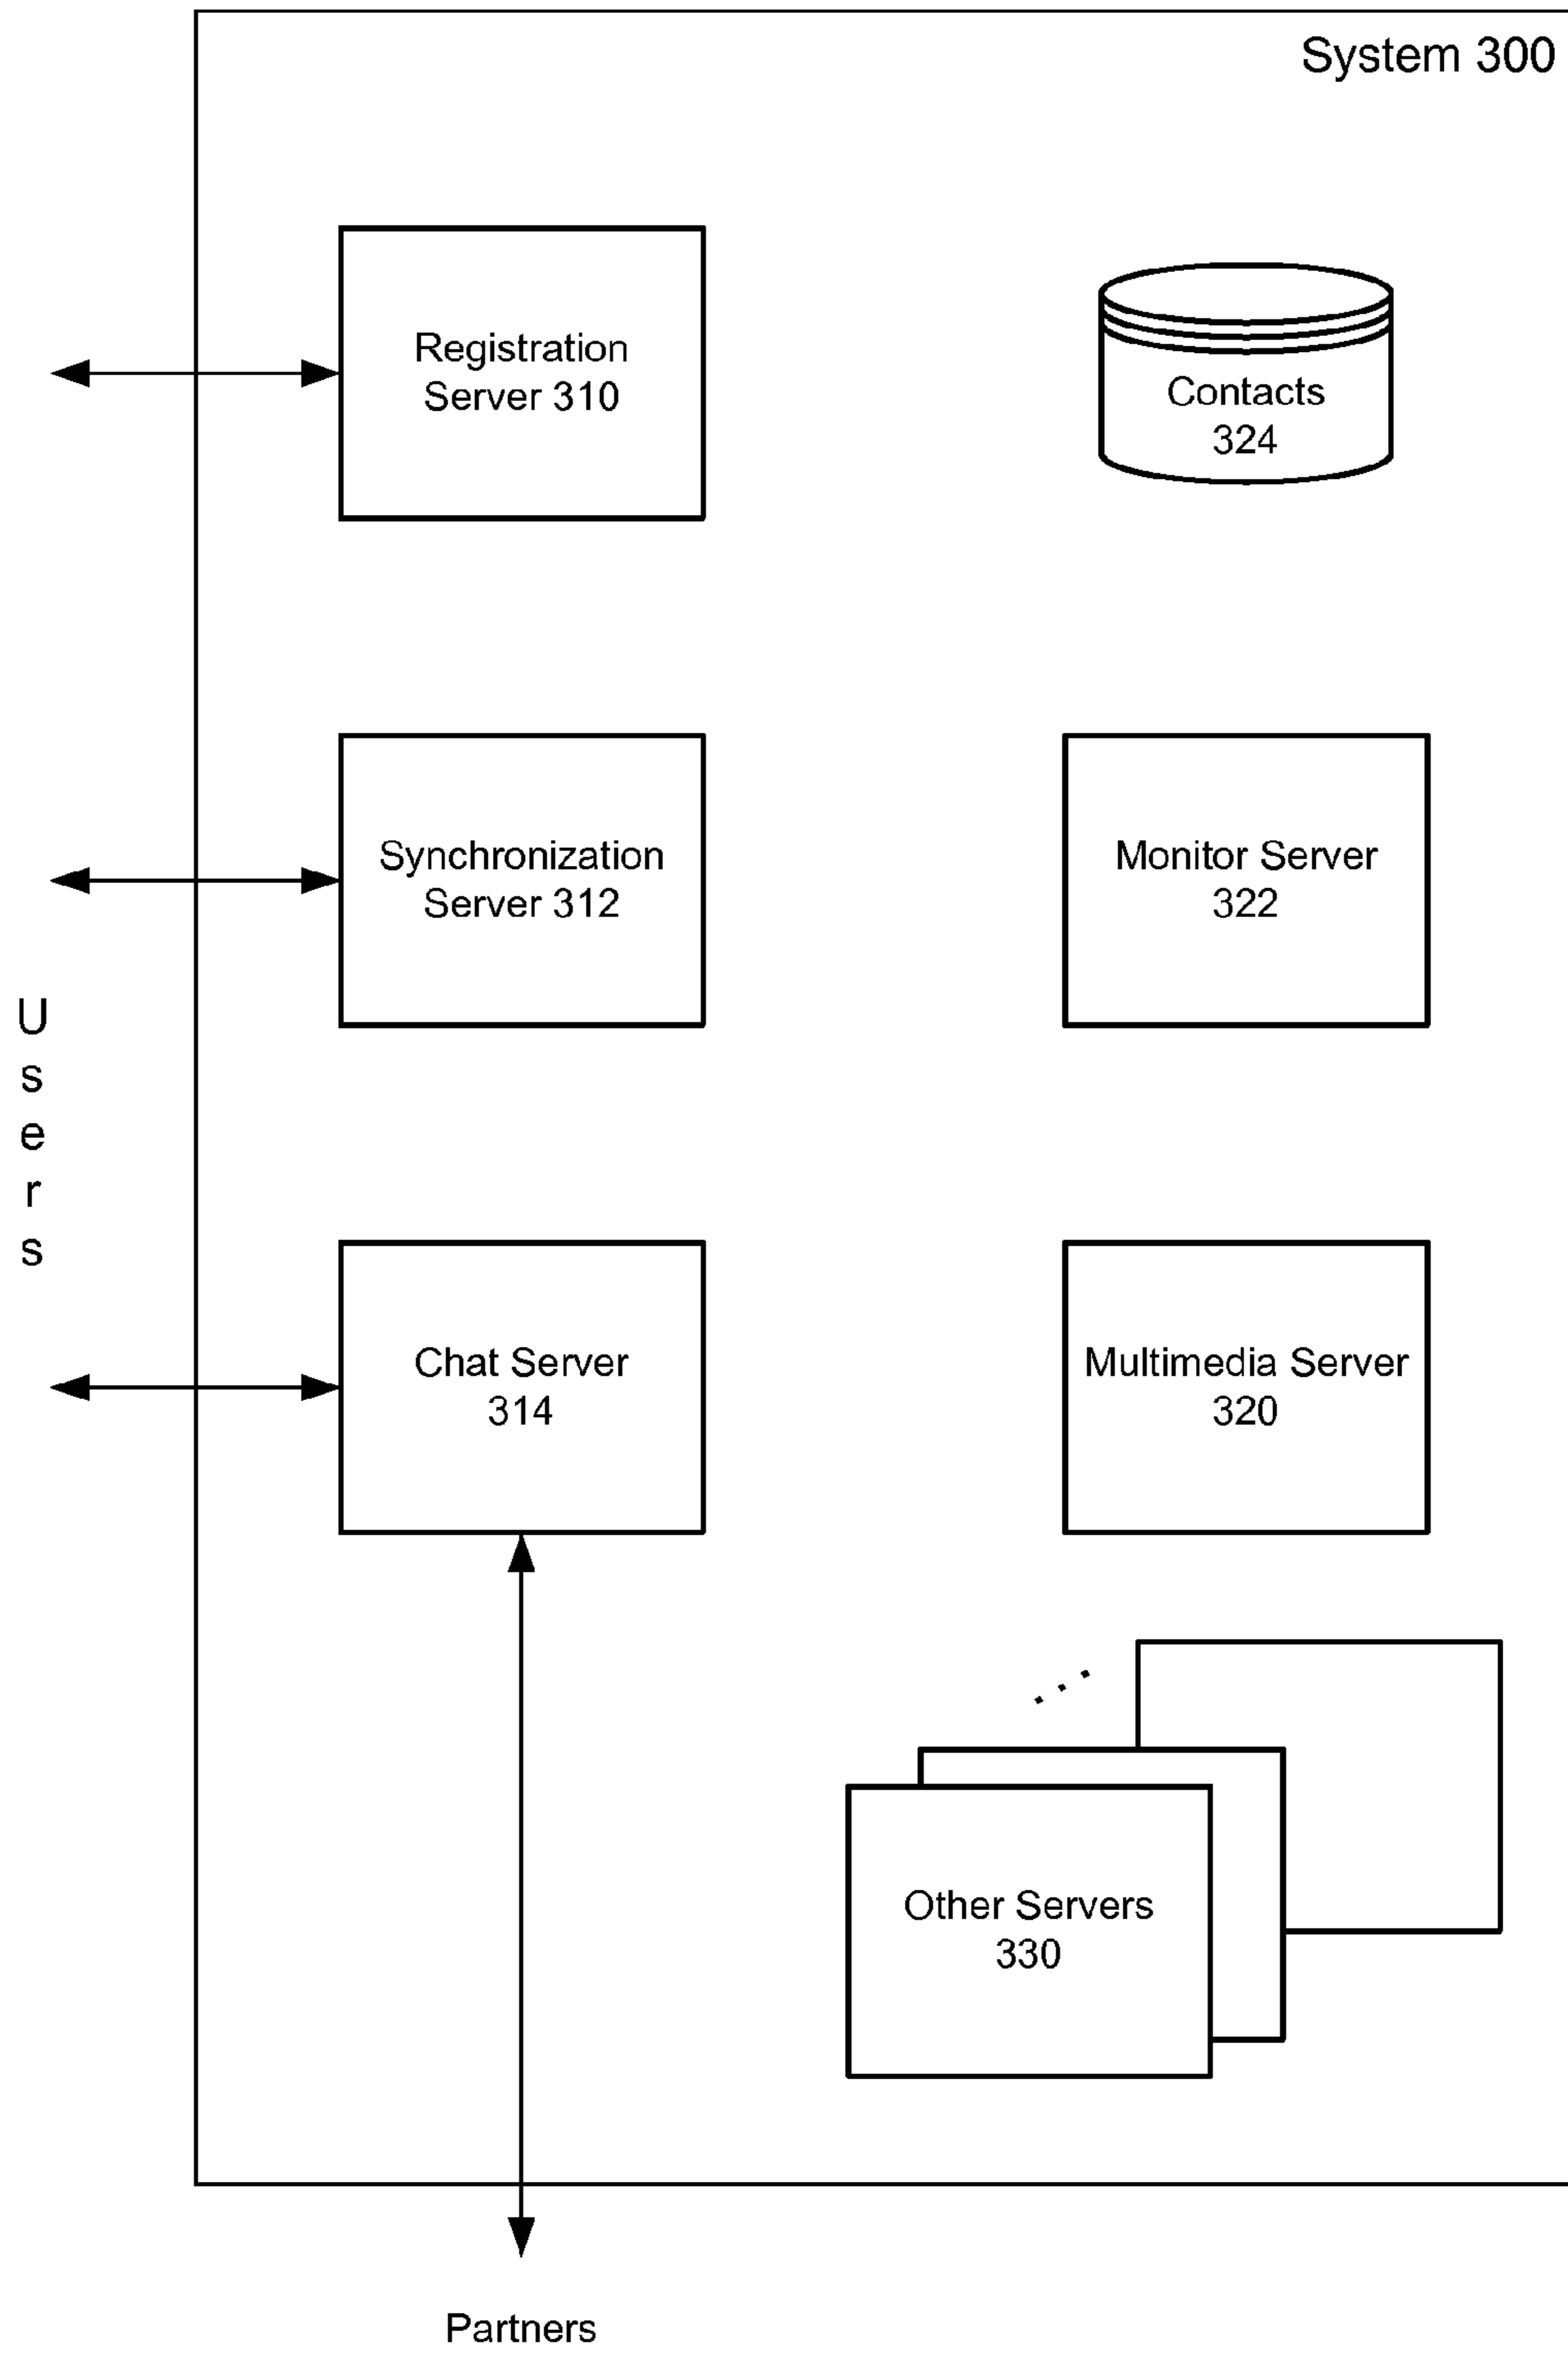 System 300
Registration
Server 310
Contacts
324
Synchronization
Server 312
Monitor Server
322
Users
Chat Server
314
Multimedia Server
320
Other Servers
330
Partners